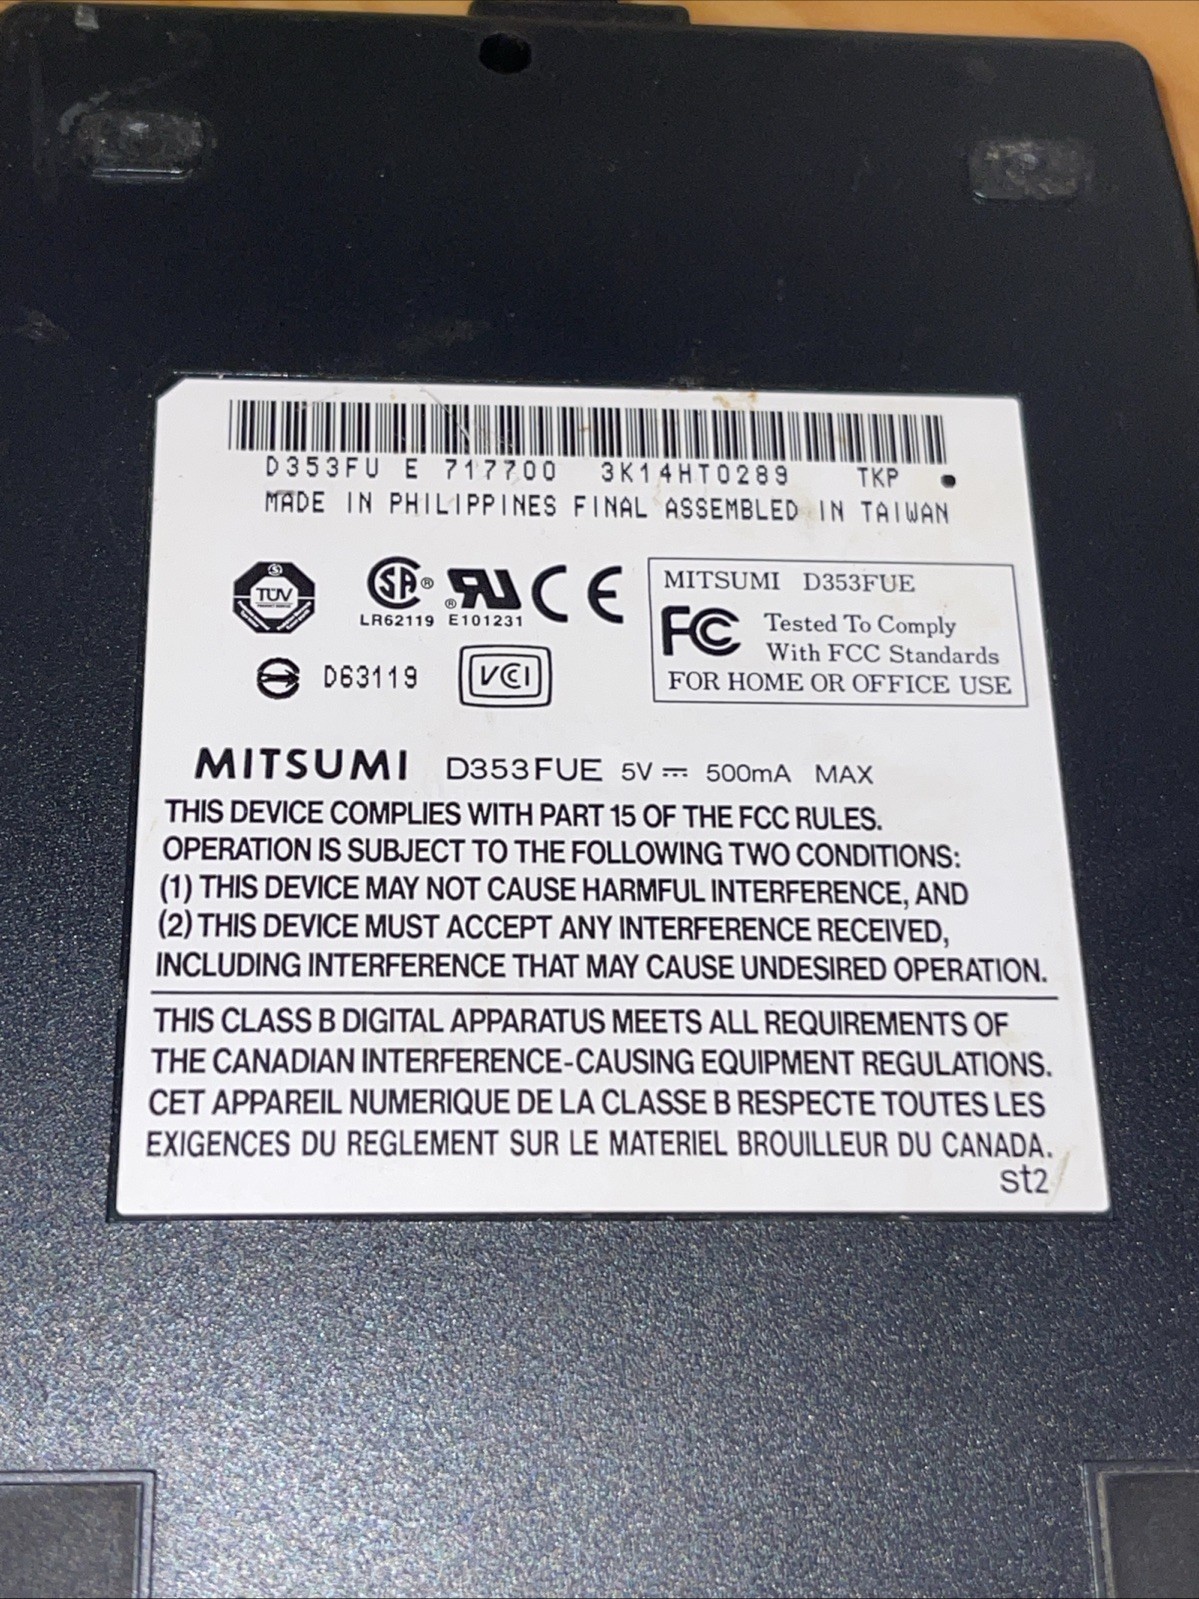 D353FU E 717700 3K14HT0289 TKP
MADE IN PHILIPPINES FINAL ASSEMBLED IN TAIWAN
S
TÜV
SA®
LR62119
®
E101231
CE
MITSUMI D353FUE
FC Tested To Comply
With FCC Standards
FOR HOME OR OFFICE USE
D63119
VCI
MITSUMI D353FUE 5V⎓ 500mA MAX
THIS DEVICE COMPLIES WITH PART 15 OF THE FCC RULES.
OPERATION IS SUBJECT TO THE FOLLOWING TWO CONDITIONS:
(1) THIS DEVICE MAY NOT CAUSE HARMFUL INTERFERENCE, AND
(2) THIS DEVICE MUST ACCEPT ANY INTERFERENCE RECEIVED,
INCLUDING INTERFERENCE THAT MAY CAUSE UNDESIRED OPERATION.
THIS CLASS B DIGITAL APPARATUS MEETS ALL REQUIREMENTS OF
THE CANADIAN INTERFERENCE-CAUSING EQUIPMENT REGULATIONS.
CET APPAREIL NUMERIQUE DE LA CLASSE B RESPECTE TOUTES LES
EXIGENCES DU REGLEMENT SUR LE MATERIEL BROUILLEUR DU CANADA.
st2